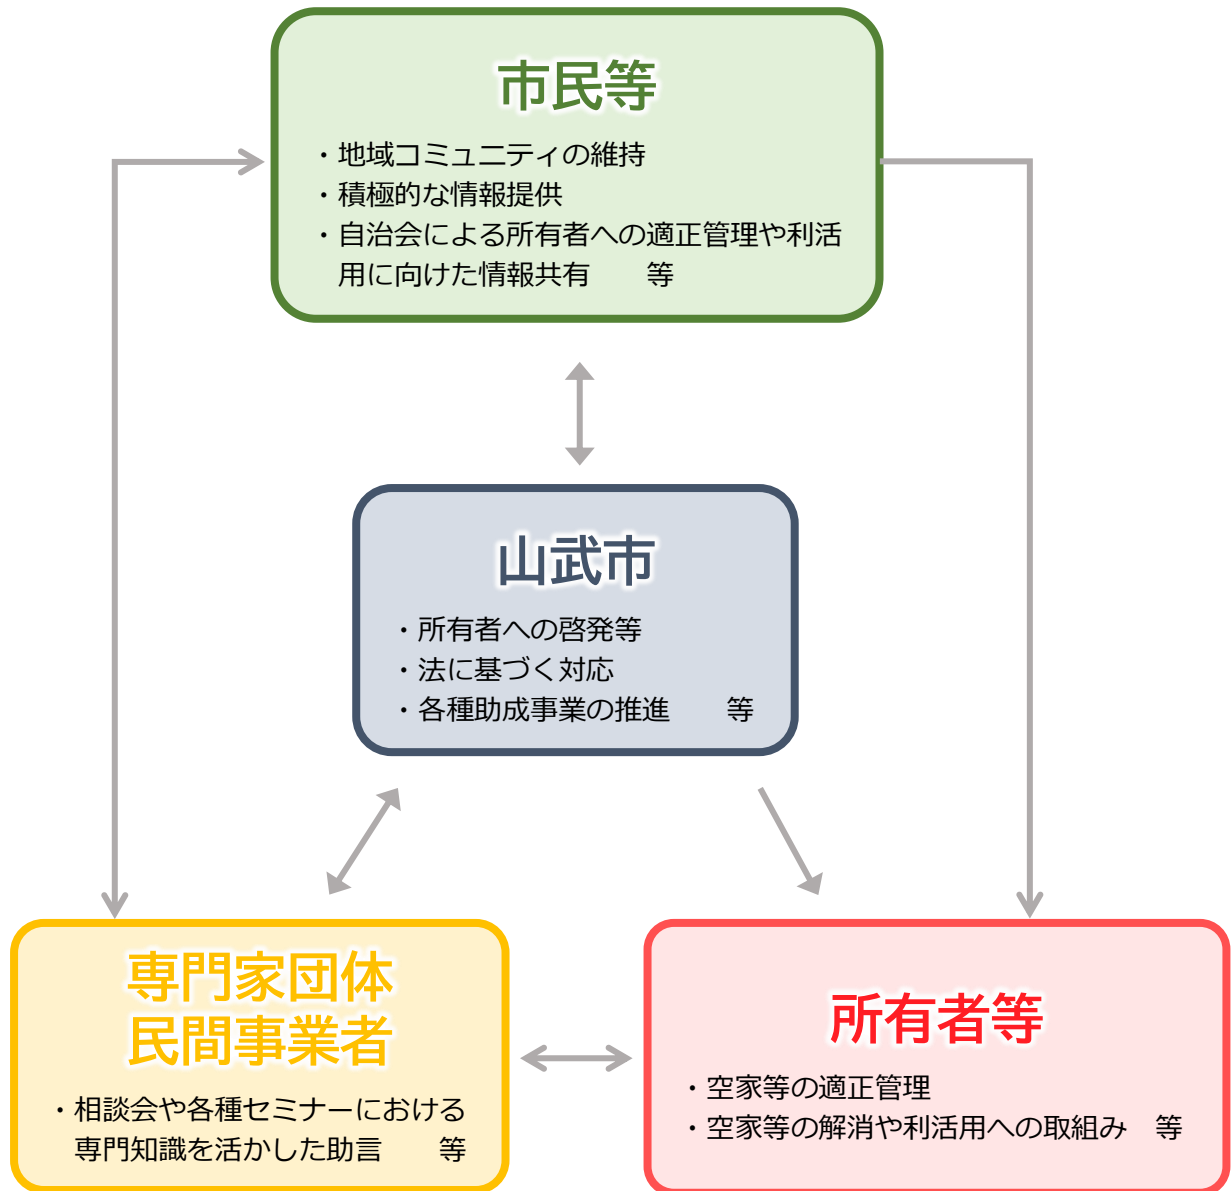 市民等
・地域コミュニティの維持
・積極的な情報提供
・自治会による所有者への適正管理や利活
用に向けた情報共有　　等
山武市
・所有者への啓発等
・法に基づく対応
・各種助成事業の推進　　等
専門家団体
民間事業者
・相談会や各種セミナーにおける
専門知識を活かした助言　　等
所有者等
・空家等の適正管理
・空家等の解消や利活用への取組み　等